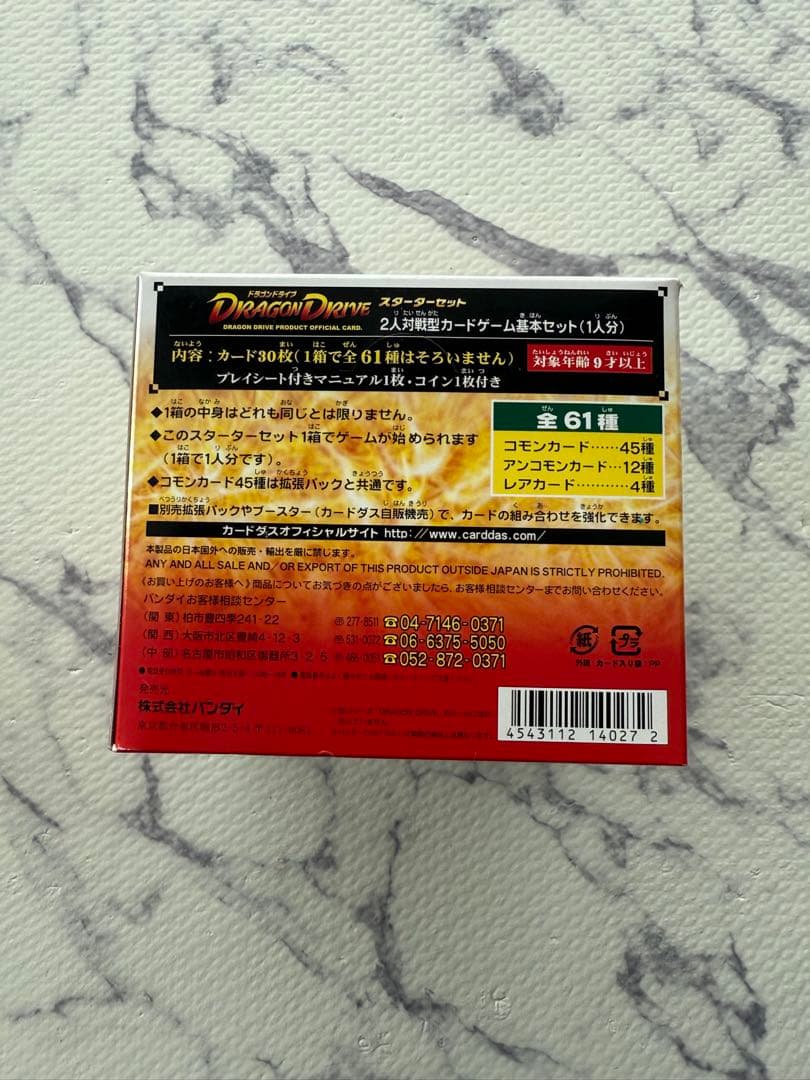 ドラゴンドライブ
DRAGON DRIVE スターターセット
DRAGON DRIVE PRODUCT OFFICIAL CARD.
2人対戦型カードゲーム基本セット(1人分)
内容:カード30枚(1箱で全61種はそろいません)
対象年齢9才以上
プレイシート付きマニュアル1枚・コイン1枚付き
◆1箱の中身はどれも同じとは限りません。
◆このスターターセット1箱でゲームが始められます
(1箱で1人分です)。
◆コモンカード45種は拡張パックと共通です。
全61種
コモンカード……45種
アンコモンカード…12種
レアカード…………4種
■別売拡張パックやブースター(カードダス自販機売)で、カードの組み合わせを強化できます。
カードダスオフィシャルサイト http://www.carddas.com/
本製品の日本国外への販売・輸出を厳に禁じます。
ANY AND ALL SALE AND/OR EXPORT OF THIS PRODUCT OUTSIDE JAPAN IS STRICTLY PROHIBITED.
《お買い上げのお客様へ》商品についてお気づきの点がございましたら、お客様相談センターまでお問い合わせください。
バンダイお客様相談センター
(関 東)柏市豊四季241-22 〒277-8511 ☎04-7146-0371
(関 西)大阪市北区豊崎4-12-3 〒531-0072 ☎06-6375-5050
(中 部)名古屋市昭和区御器所3-2-5 ☎052-872-0371
紙
プラ
外箱 カード入り袋:PP
発売元
株式会社バンダイ
4543112 14027 2